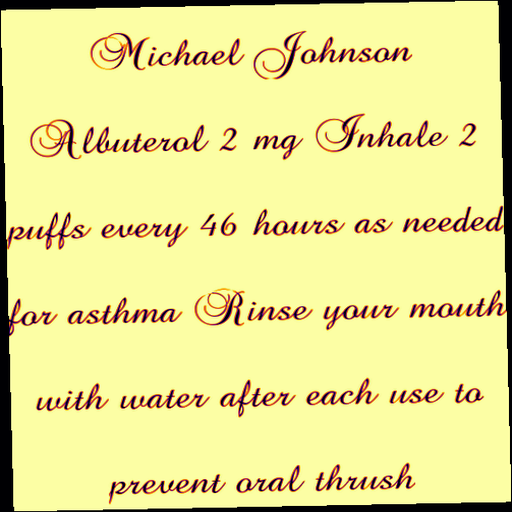 Michael Johnson
Albuterol 2 mg Inhale 2
puffs every 46 hours as needed
for asthma Rinse your mouth
with water after each use to
prevent oral thrush